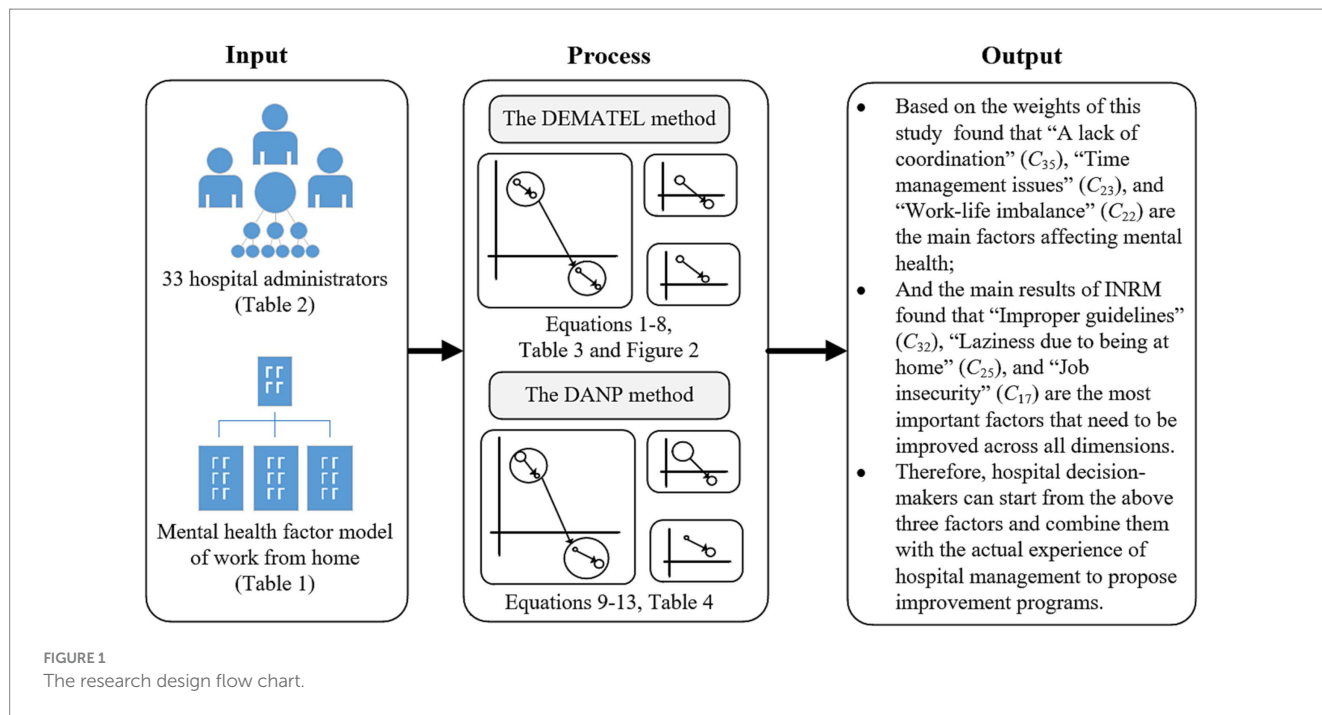 Input
33 hospital administrators
(Table 2)
Mental health factor model
of work from home
(Table 1)
Process
The DEMATEL method
Equations 1-8,
Table 3 and Figure 2
The DANP method
Equations 9-13, Table 4
Output
• Based on the weights of this
study found that “A lack of
coordination” (C35), “Time
management issues” (C23), and
“Work-life imbalance” (C22) are
the main factors affecting mental
health;
• And the main results of INRM
found that “Improper guidelines”
(C32), “Laziness due to being at
home” (C25), and “Job
insecurity” (C17) are the most
important factors that need to be
improved across all dimensions.
• Therefore, hospital decision-
makers can start from the above
three factors and combine them
with the actual experience of
hospital management to propose
improvement programs.
FIGURE 1
The research design flow chart.